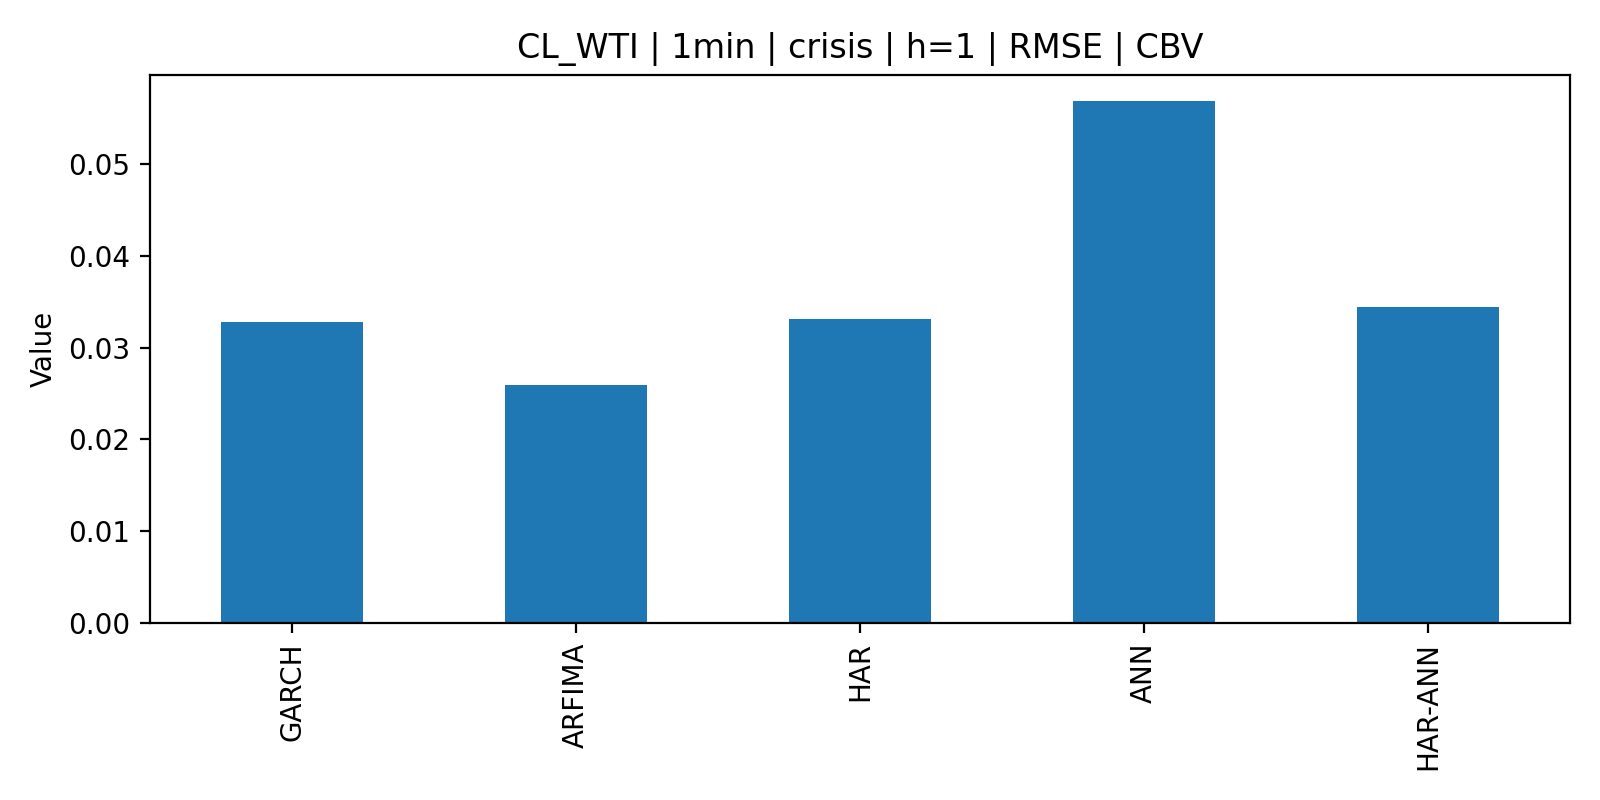 CL_WTI | 1min | crisis | h=1 | RMSE | CBV
Value
0.05
0.04
0.03
0.02
0.01
0.00
GARCH
ARFIMA
HAR
ANN
HAR-ANN